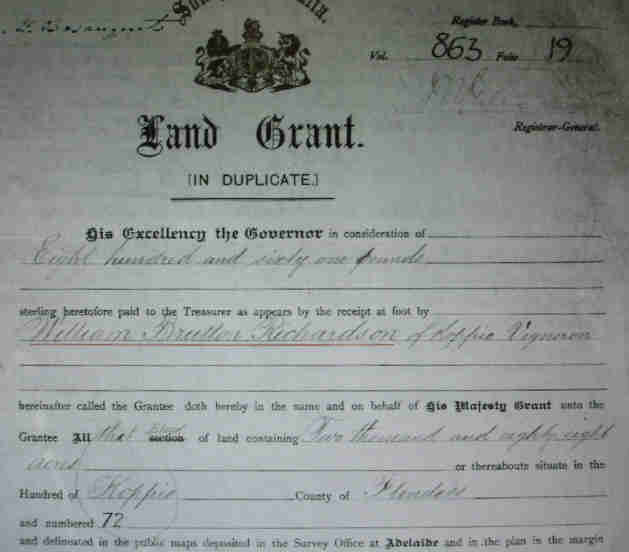 Register Book,
Vol. 863 Folio 19
Registrar-General.
Land Grant.
[IN DUPLICATE.]
His Excellency the Governor in consideration of
Eight hundred and sixty one pounds
sterling heretofore paid to the Treasurer as appears by the receipt at foot by
William Richardson of Koppio Vigneron
hereinafter called the Grantee doth hereby in the name and on behalf of His Majesty Grant unto the
Grantee All that section of land containing Two thousand and eighty eight
acres or thereabouts situate in the
Hundred of Koppio County of Flinders
and numbered 72
and delineated in the public maps deposited in the Survey Office at Adelaide and in the plan in the margin